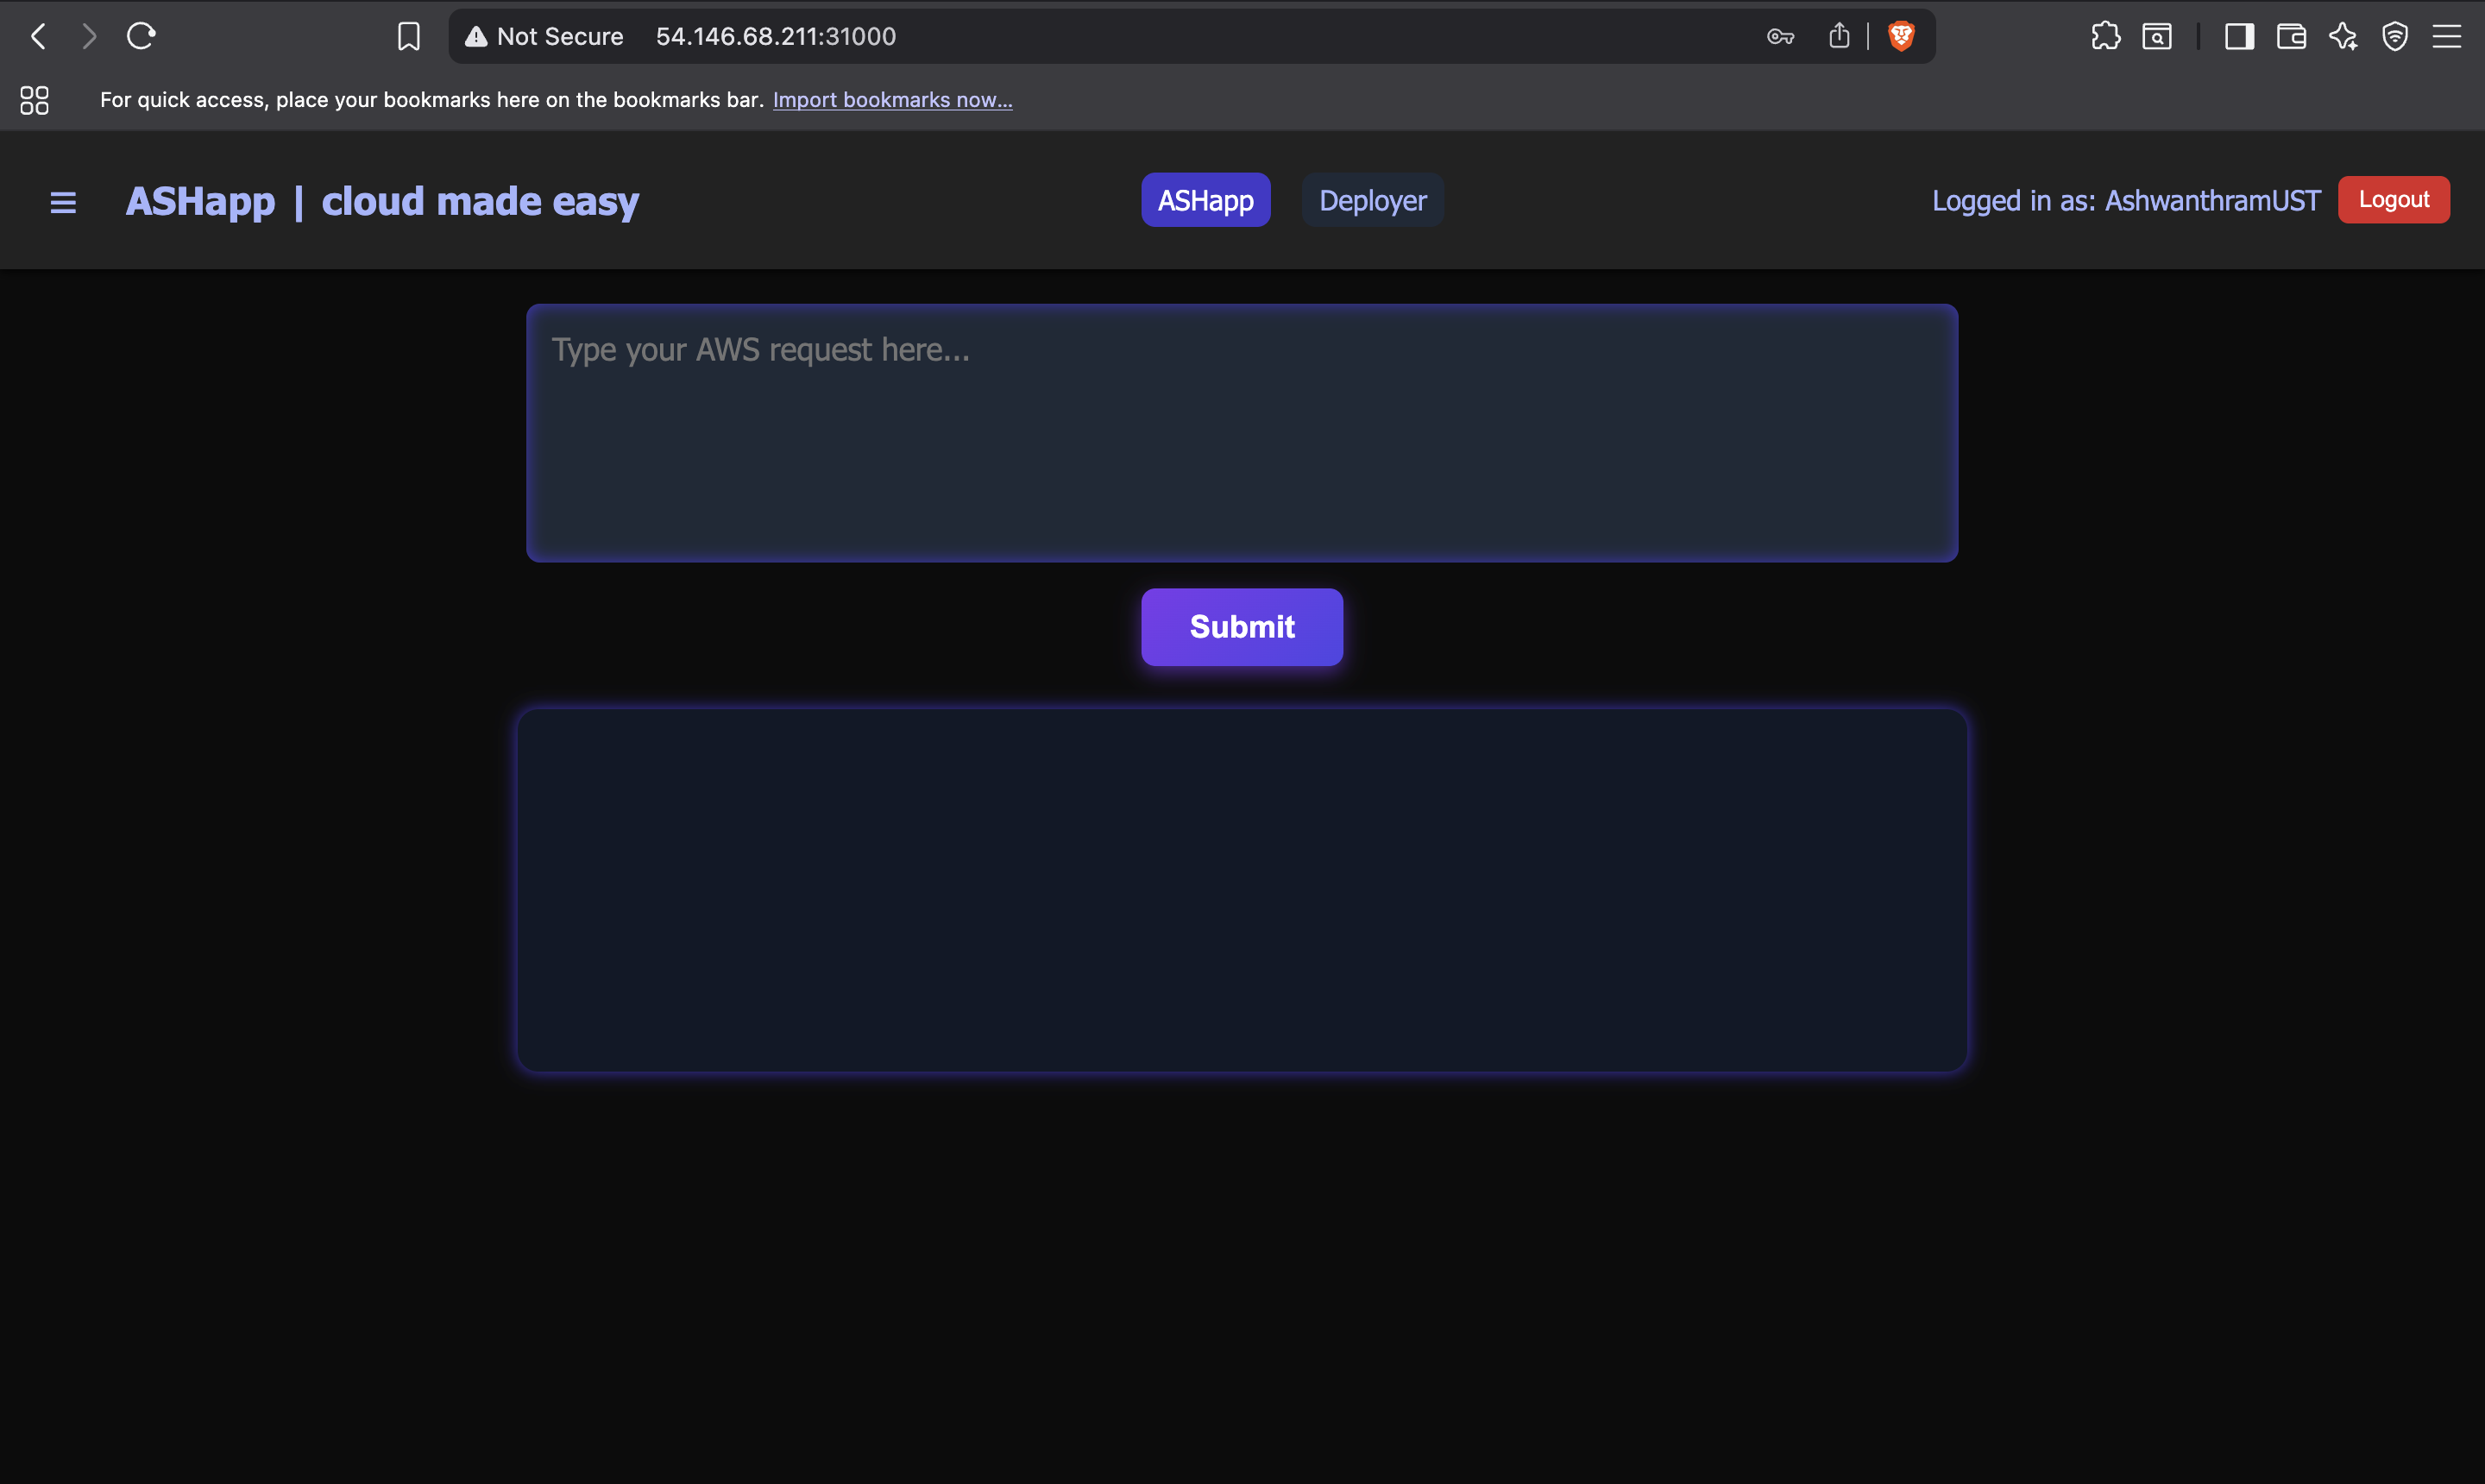 Not Secure 54.146.68.211:31000
For quick access, place your bookmarks here on the bookmarks bar. Import bookmarks now...
ASHapp | cloud made easy
ASHapp
Deployer
Logged in as: AshwanthramUST
Logout
Type your AWS request here...
Submit